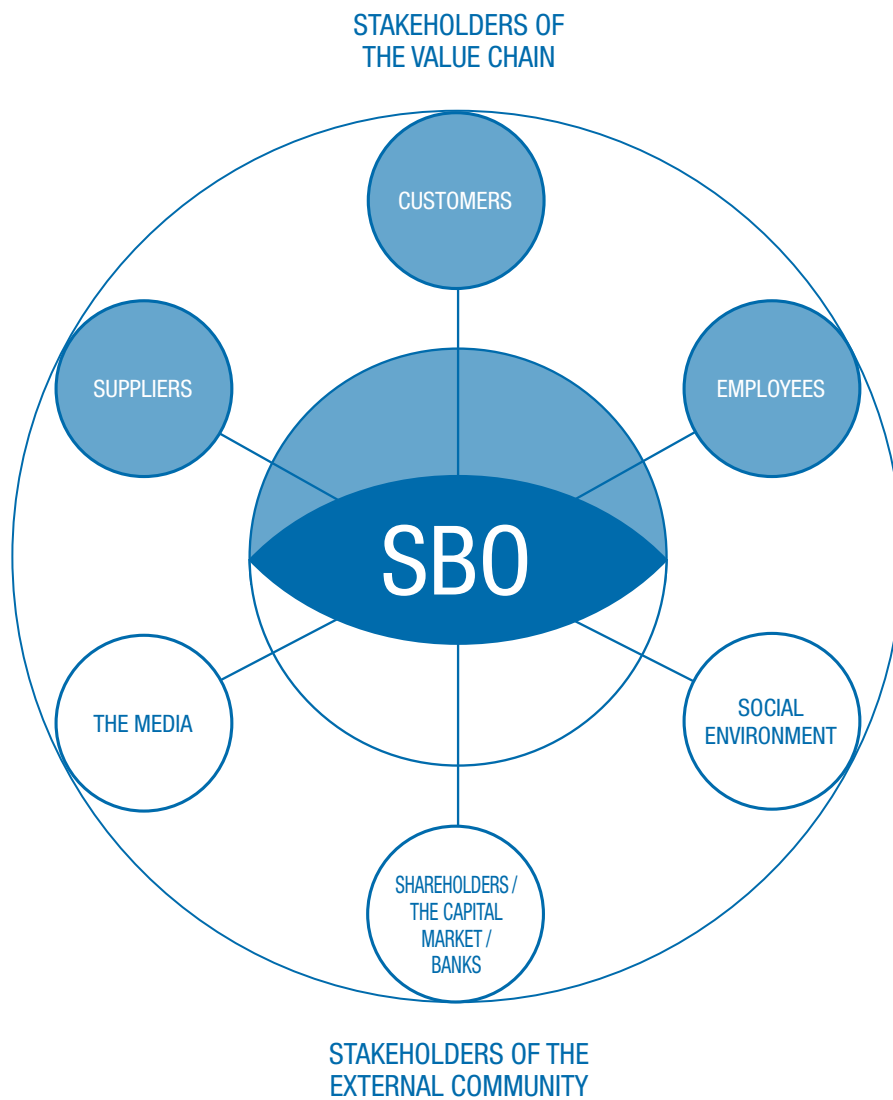 STAKEHOLDERS OF
THE VALUE CHAIN
CUSTOMERS
SUPPLIERS
EMPLOYEES
SBO
THE MEDIA
SOCIAL
ENVIRONMENT
SHAREHOLDERS /
THE CAPITAL
MARKET /
BANKS
STAKEHOLDERS OF THE
EXTERNAL COMMUNITY